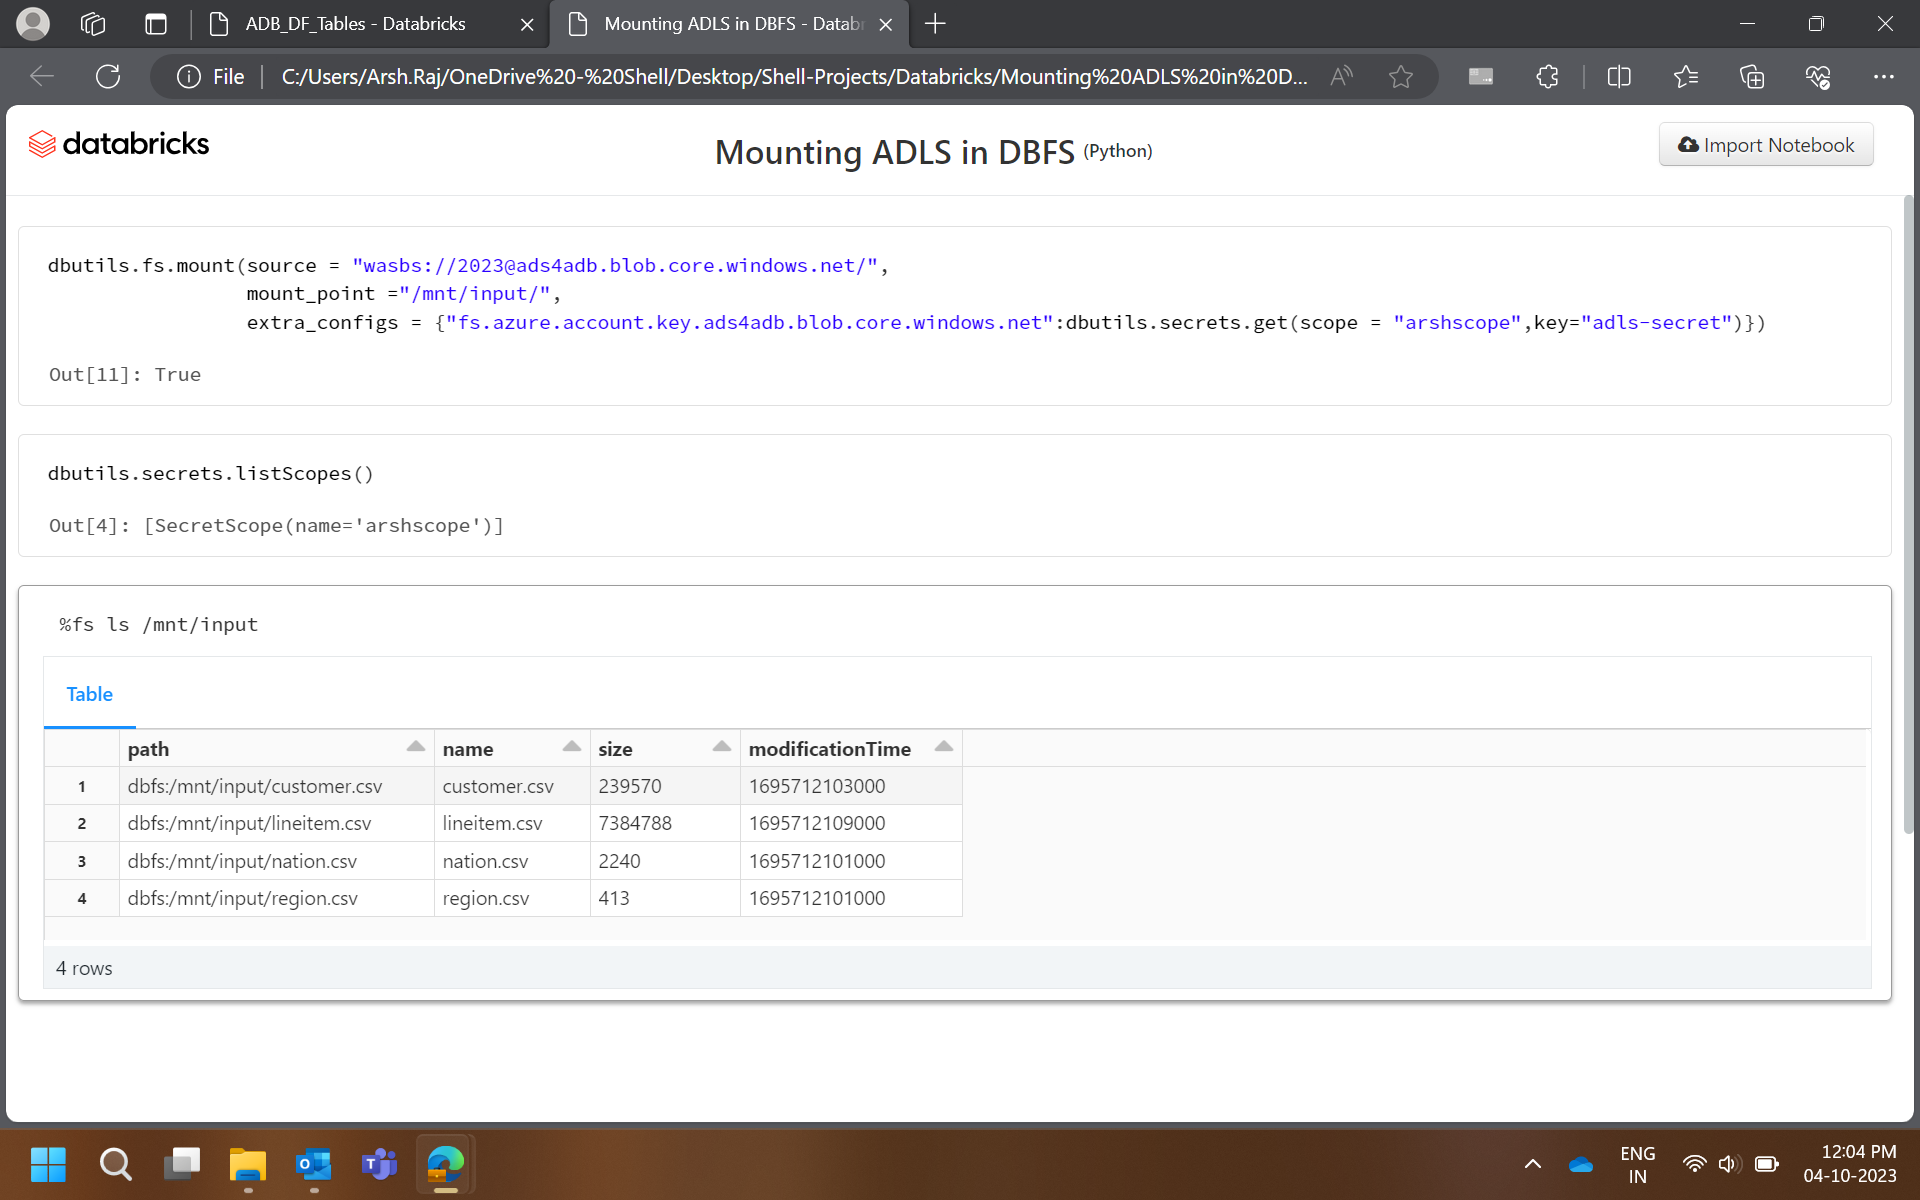 ADB_DF_Tables - Databricks
Mounting ADLS in DBFS - Datab
File
C:/Users/Arsh.Raj/OneDrive%20-%20Shell/Desktop/Shell-Projects/Databricks/Mounting%20ADLS%20in%20D...
databricks
Mounting ADLS in DBFS (Python)
Import Notebook
dbutils.fs.mount(source = "wasbs://2023@ads4adb.blob.core.windows.net/",
mount_point ="/mnt/input/",
extra_configs = {"fs.azure.account.key.ads4adb.blob.core.windows.net":dbutils.secrets.get(scope = "arshscope",key="adls-secret")})
Out[11]: True
dbutils.secrets.listScopes()
Out[4]: [SecretScope(name='arshscope')]
%fs ls /mnt/input
Table
path name size modificationTime
1 dbfs:/mnt/input/customer.csv customer.csv 239570 1695712103000
2 dbfs:/mnt/input/lineitem.csv lineitem.csv 7384788 1695712109000
3 dbfs:/mnt/input/nation.csv nation.csv 2240 1695712101000
4 dbfs:/mnt/input/region.csv region.csv 413 1695712101000
4 rows
ENG
IN
12:04 PM
04-10-2023